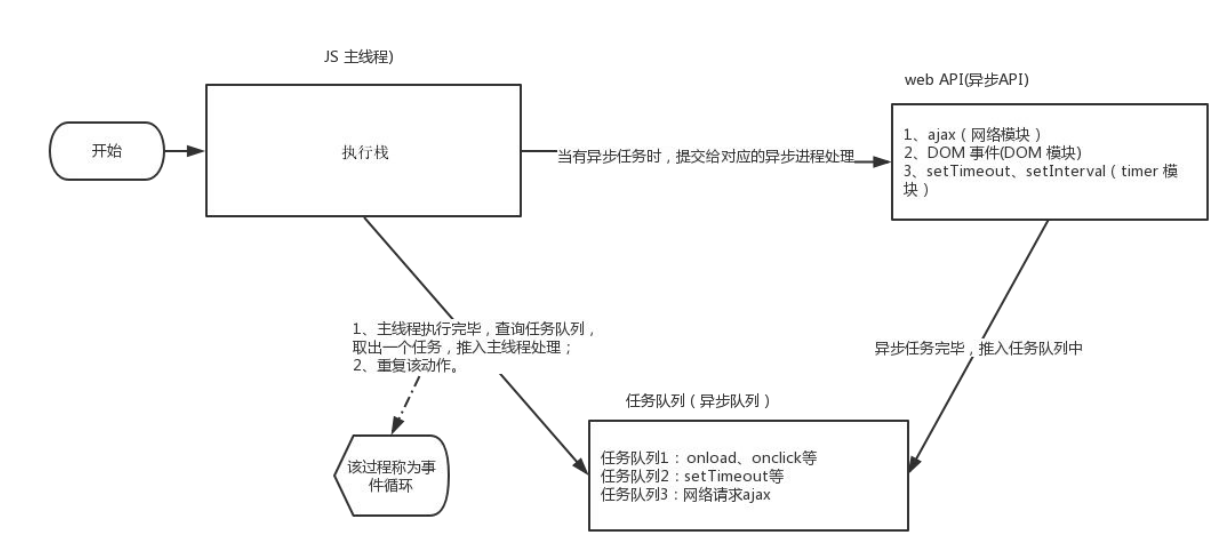 JS 主线程)
web API(异步API)
开始
执行栈
当有异步任务时，提交给对应的异步进程处理
1、ajax（网络模块）
2、DOM 事件(DOM 模块)
3、setTimeout、setInterval（timer 模
块）
1、主线程执行完毕，查询任务队列，
取出一个任务，推入主线程处理；
2、重复该动作。
异步任务完毕，推入任务队列中
任务队列（异步队列）
该过程称为事
件循环
任务队列1：onload、onclick等
任务队列2：setTimeout等
任务队列3：网络请求ajax